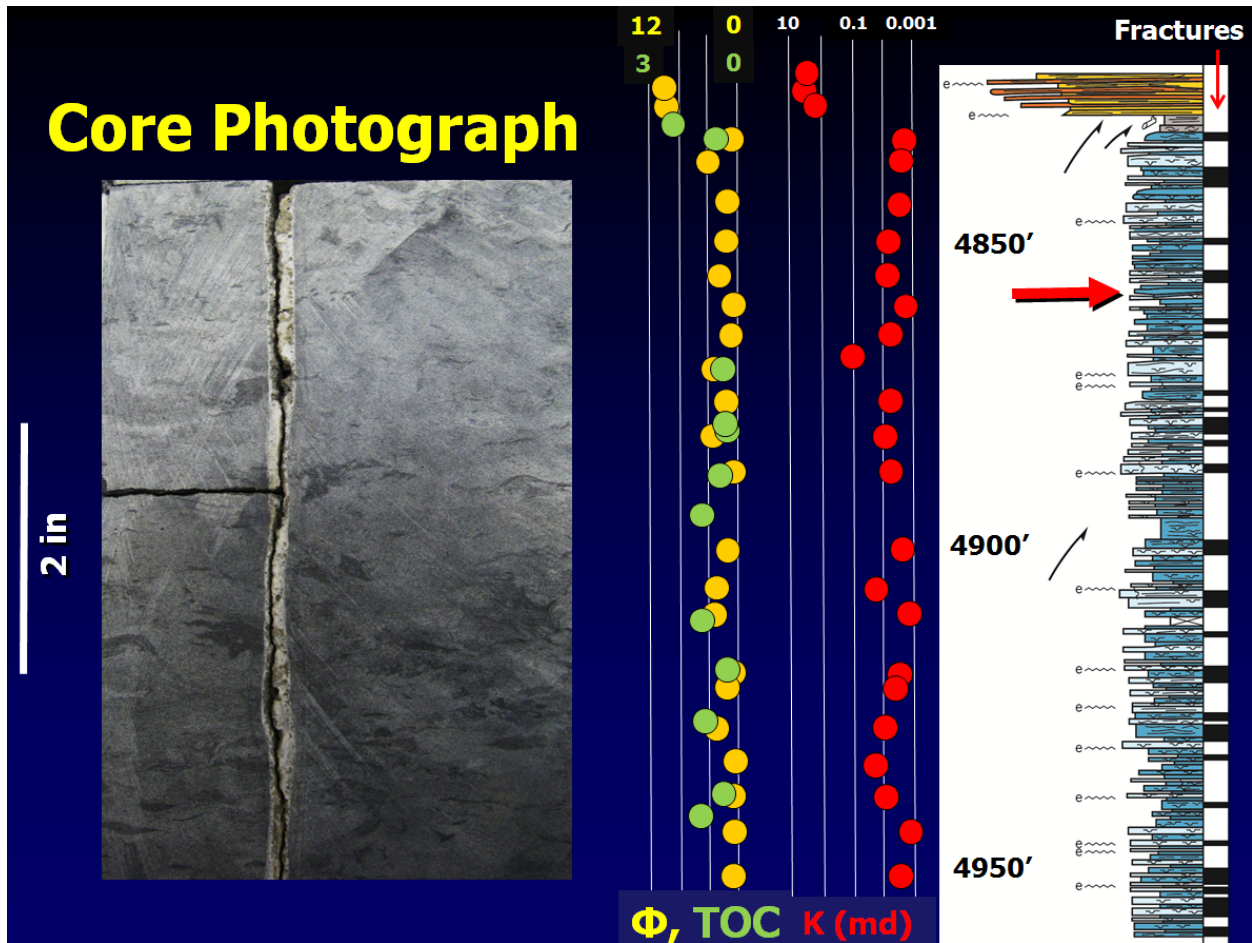 12 0 10 0.1 0.001
3 0
Fractures
Core Photograph
2 in
4850’
4900’
4950’
e
e
e
e
e
e
e
e
e
e
e
e
e
e
Φ, TOC K (md)